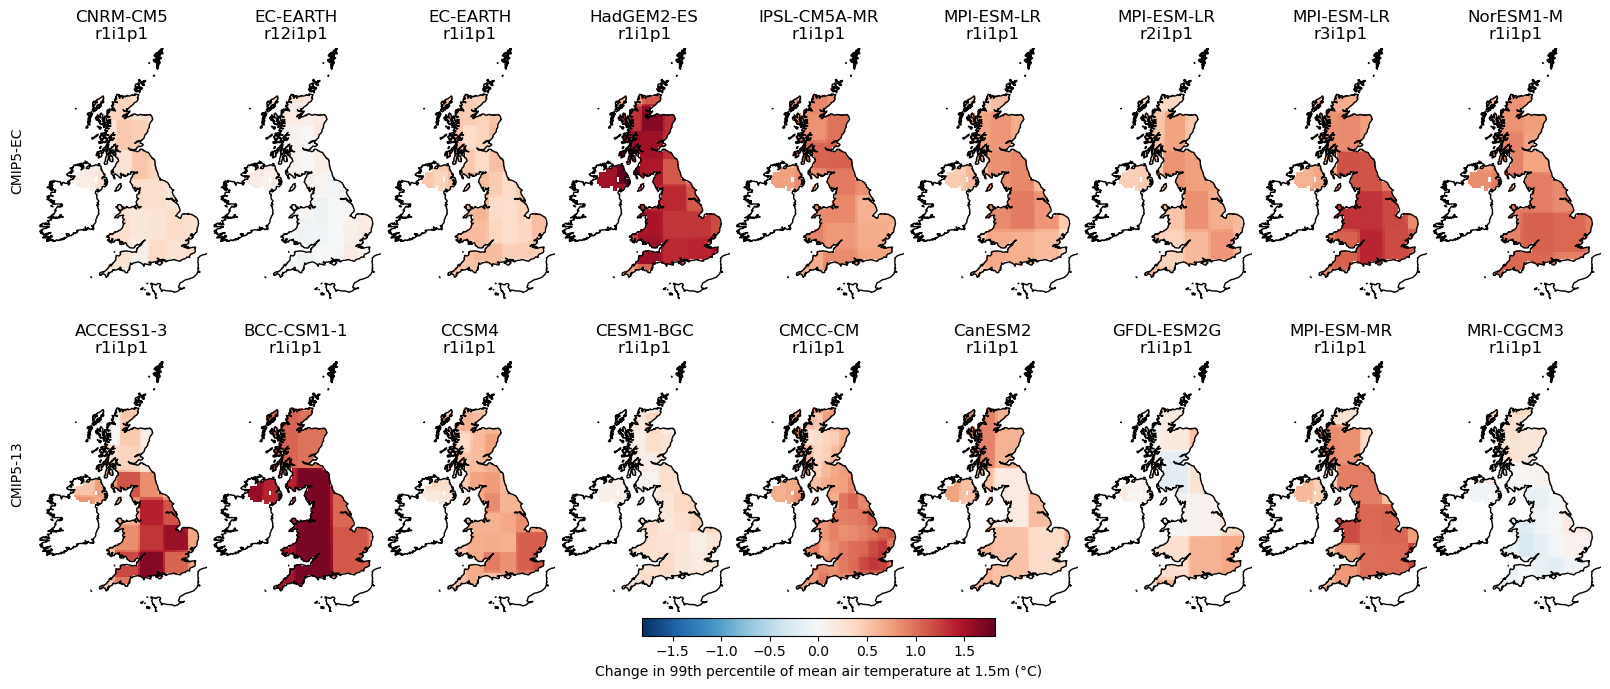 CNRM-CM5
r1i1p1
EC-EARTH
r12i1p1
EC-EARTH
r1i1p1
HadGEM2-ES
r1i1p1
IPSL-CM5A-MR
r1i1p1
MPI-ESM-LR
r1i1p1
MPI-ESM-LR
r2i1p1
MPI-ESM-LR
r3i1p1
NorESM1-M
r1i1p1
CMIP5-EC
ACCESS1-3
r1i1p1
BCC-CSM1-1
r1i1p1
CCSM4
r1i1p1
CESM1-BGC
r1i1p1
CMCC-CM
r1i1p1
CanESM2
r1i1p1
GFDL-ESM2G
r1i1p1
MPI-ESM-MR
r1i1p1
MRI-CGCM3
r1i1p1
CMIP5-13
−1.5 −1.0 −0.5 0.0 0.5 1.0 1.5
Change in 99th percentile of mean air temperature at 1.5m (°C)